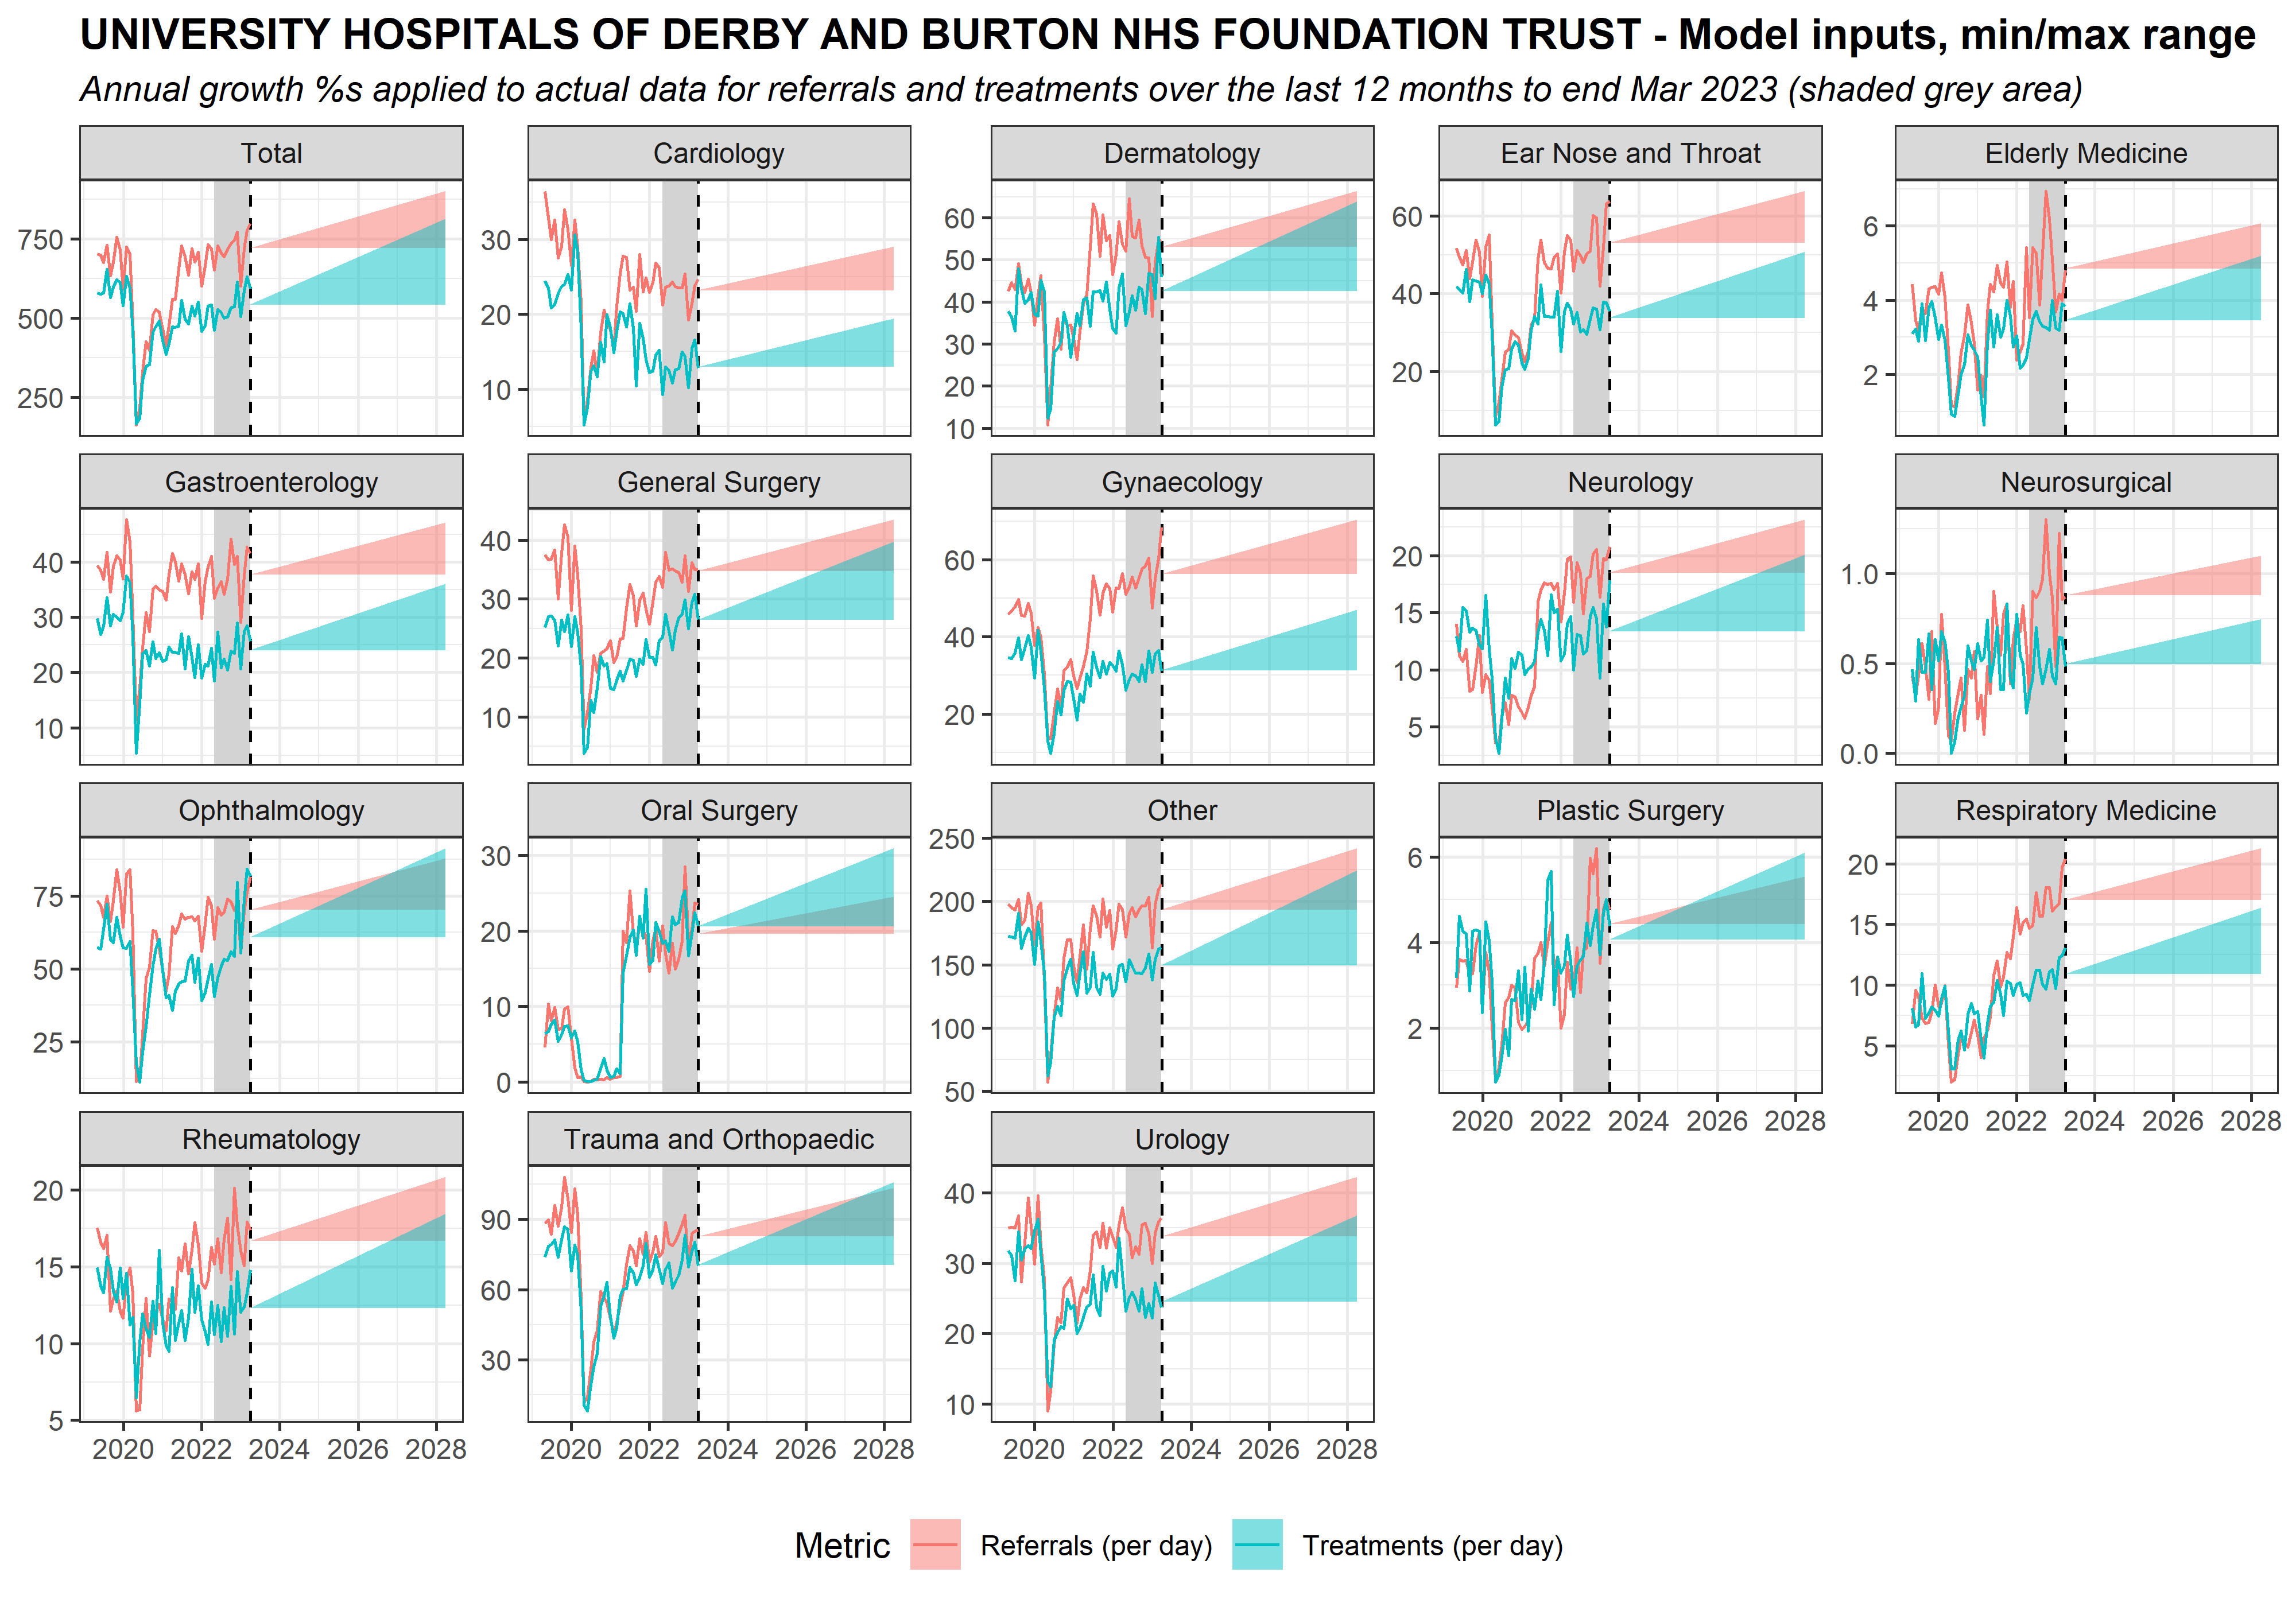 UNIVERSITY HOSPITALS OF DERBY AND BURTON NHS FOUNDATION TRUST - Model inputs, min/max range
Annual growth %s applied to actual data for referrals and treatments over the last 12 months to end Mar 2023 (shaded grey area)
Total
750
500
250
Cardiology
30
20
10
Dermatology
60
50
40
30
20
10
Ear Nose and Throat
60
40
20
Elderly Medicine
6
4
2
Gastroenterology
40
30
20
10
General Surgery
40
30
20
10
Gynaecology
60
40
20
Neurology
20
15
10
5
Neurosurgical
1.0
0.5
0.0
Ophthalmology
75
50
25
Oral Surgery
30
20
10
0
Other
250
200
150
100
50
Plastic Surgery
6
4
2
2020 2022 2024 2026 2028
Respiratory Medicine
20
15
10
5
2020 2022 2024 2026 2028
Rheumatology
20
15
10
5
2020 2022 2024 2026 2028
Trauma and Orthopaedic
90
60
30
2020 2022 2024 2026 2028
Urology
40
30
20
10
2020 2022 2024 2026 2028
Metric Referrals (per day) Treatments (per day)